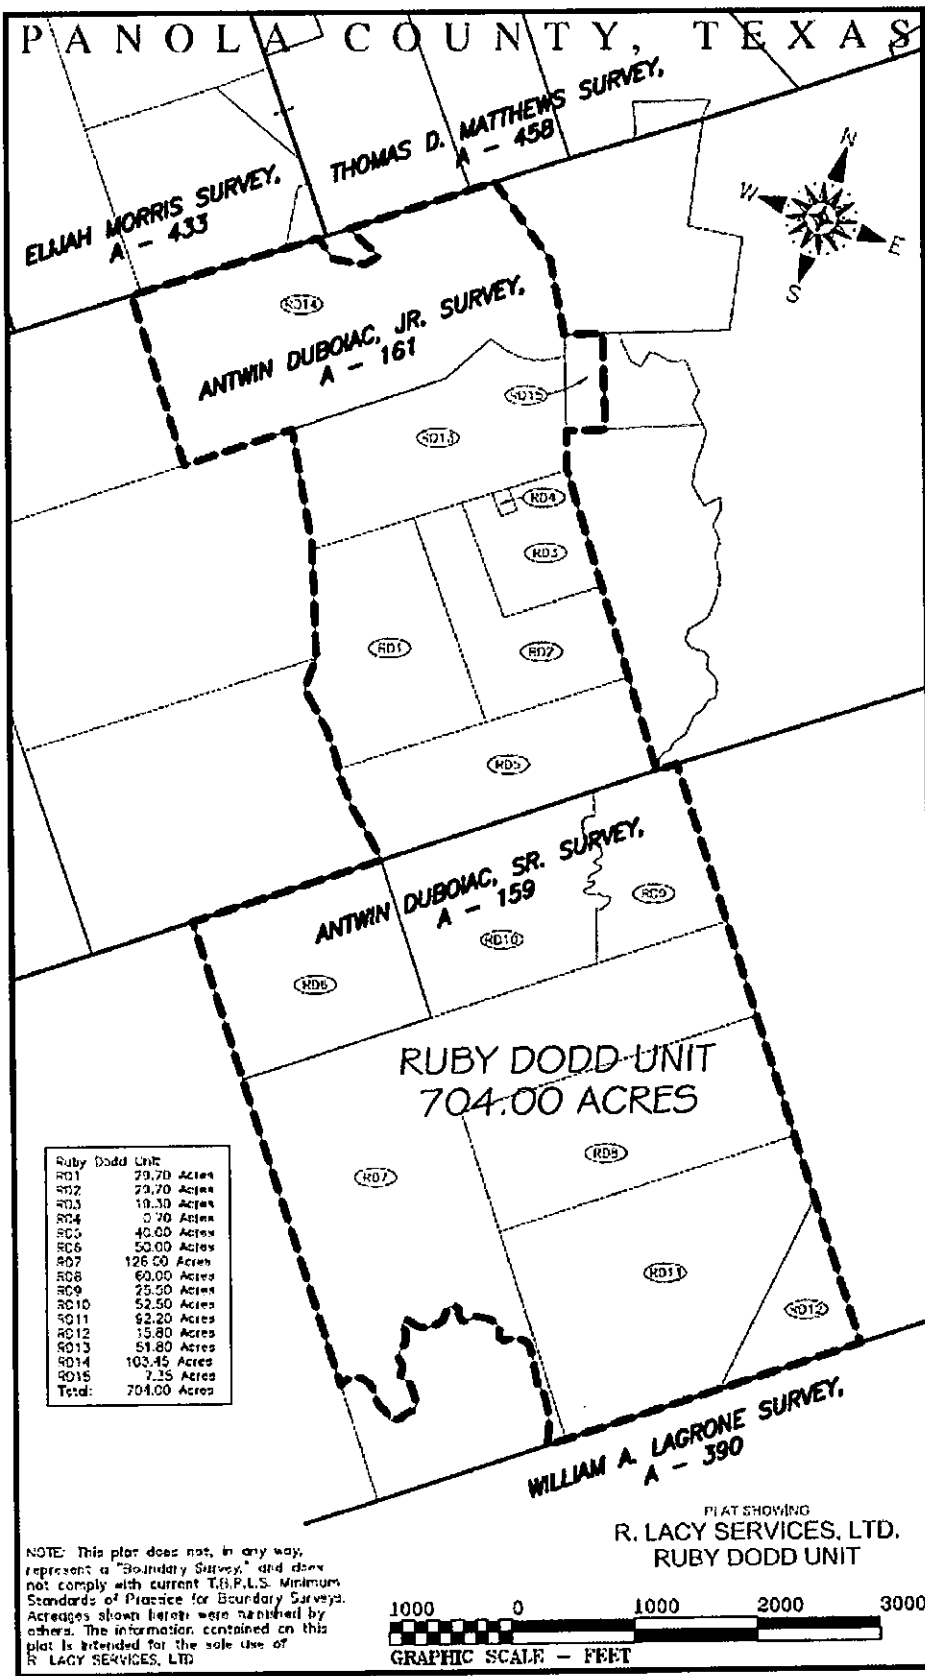 PANOLA COUNTY, TEXAS
THOMAS D. MATTHEWS SURVEY,
A - 458
ELIJAH MORRIS SURVEY,
A - 433
N
W
E
S
RD14
ANTWIN DUBOIAC, JR. SURVEY,
A - 161
RD15
RD13
RD4
RD3
RD1
RD2
RD5
ANTWIN DUBOIAC, SR. SURVEY,
A - 159
RD9
RD10
RD6
RUBY DODD UNIT
704.00 ACRES
RD8
RD7
RD11
RD12
Ruby Dodd Unit
RD1 29.70 Acres
RD2 29.70 Acres
RD3 19.30 Acres
RD4 0.70 Acres
RD5 40.00 Acres
RD6 50.00 Acres
RD7 126.00 Acres
RD8 60.00 Acres
RD9 25.50 Acres
RD10 52.50 Acres
RD11 92.20 Acres
RD12 15.80 Acres
RD13 51.80 Acres
RD14 103.45 Acres
RD15 7.35 Acres
Total: 704.00 Acres
WILLIAM A. LAGRONE SURVEY,
A - 390
PLAT SHOWING
R. LACY SERVICES, LTD.
RUBY DODD UNIT
NOTE: This plat does not, in any way,
represent a "Boundary Survey," and does
not comply with current T.B.P.L.S. Minimum
Standards of Practice for Boundary Surveys.
Acreages shown herein were furnished by
others. The information contained on this
plat is intended for the sole use of
R LACY SERVICES, LTD
1000 0 1000 2000 3000
GRAPHIC SCALE - FEET